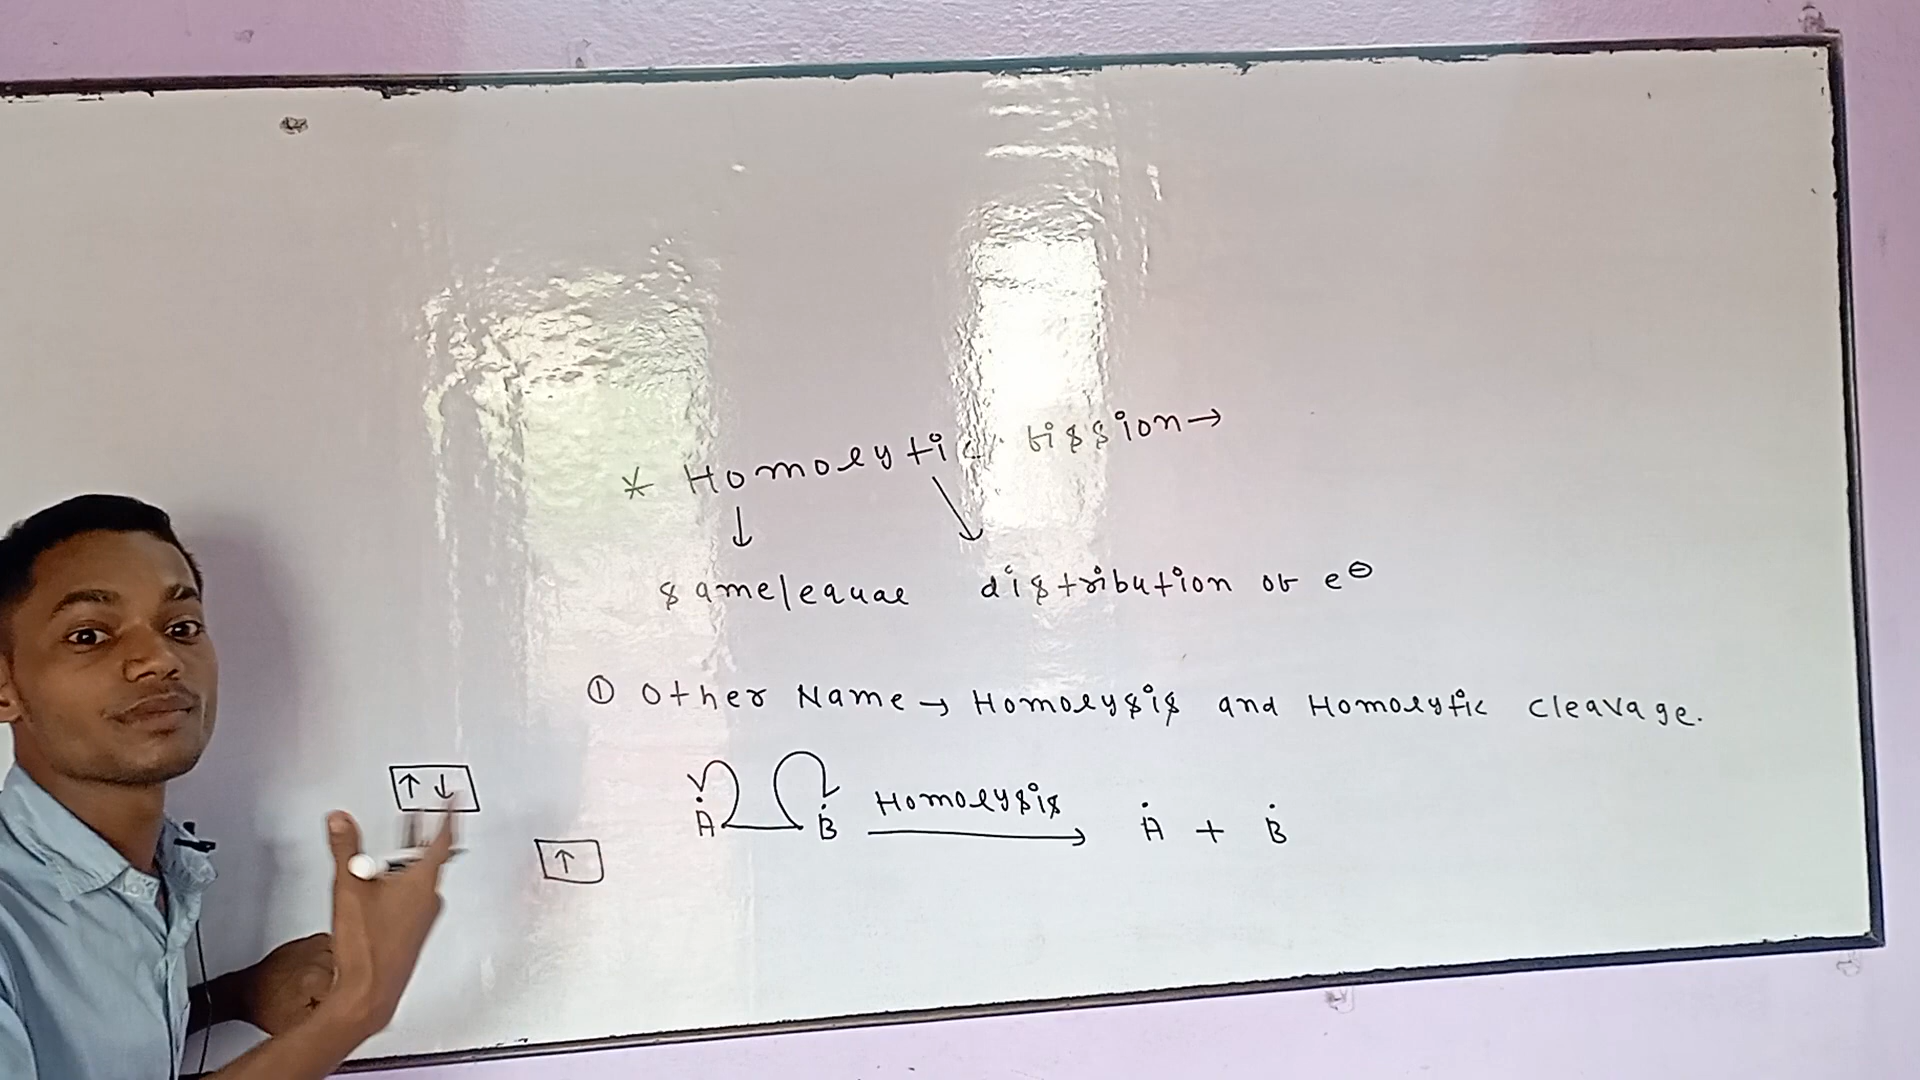 * Homolytic fission →
↓ ↘
same/equal distribution of e⊖
① Other Name → Homolysis and Homolytic cleavage.
↑ ↓
Homolysis
Ȧ — Ḃ → Ȧ + Ḃ
↑